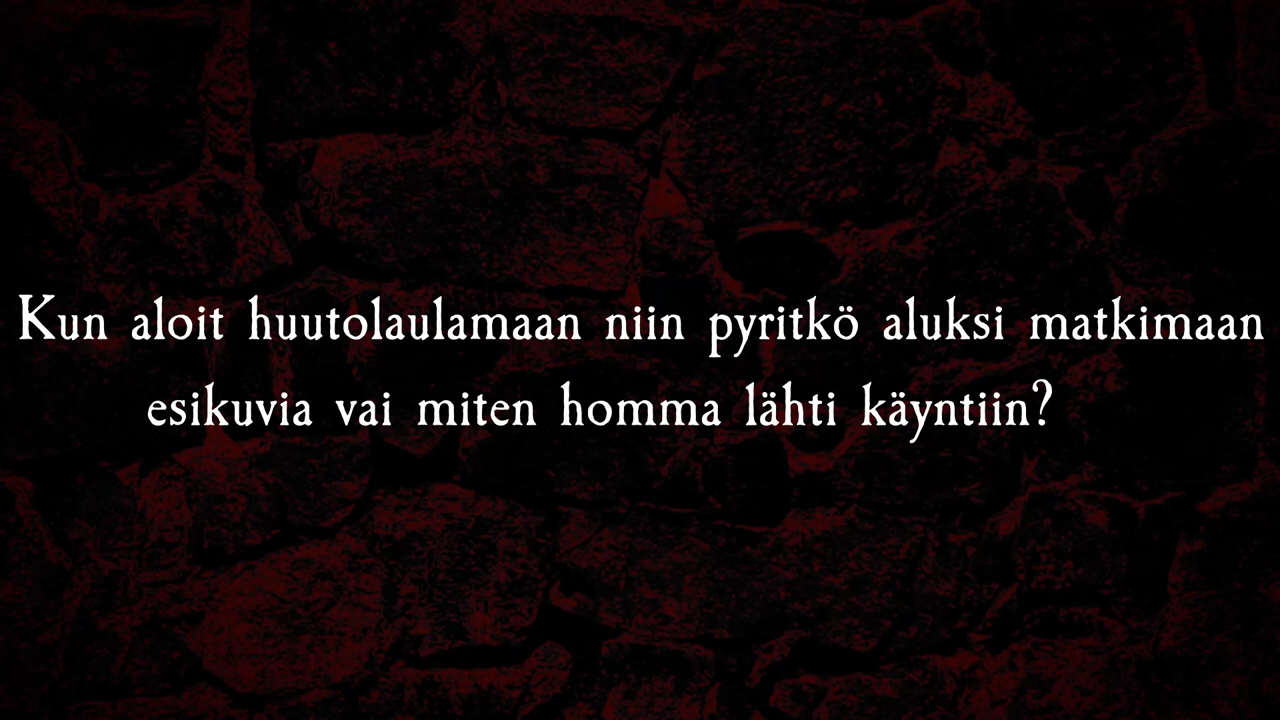 Kun aloit huutolaulamaan niin pyritkö aluksi matkimaan
esikuvia vai miten homma lähti käyntiin?